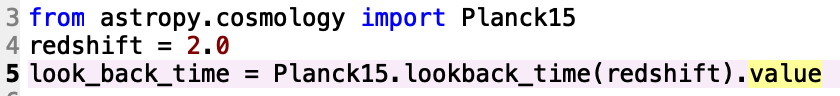 3 from astropy.cosmology import Planck15
4 redshift = 2.0
5 look_back_time = Planck15.lookback_time(redshift).value